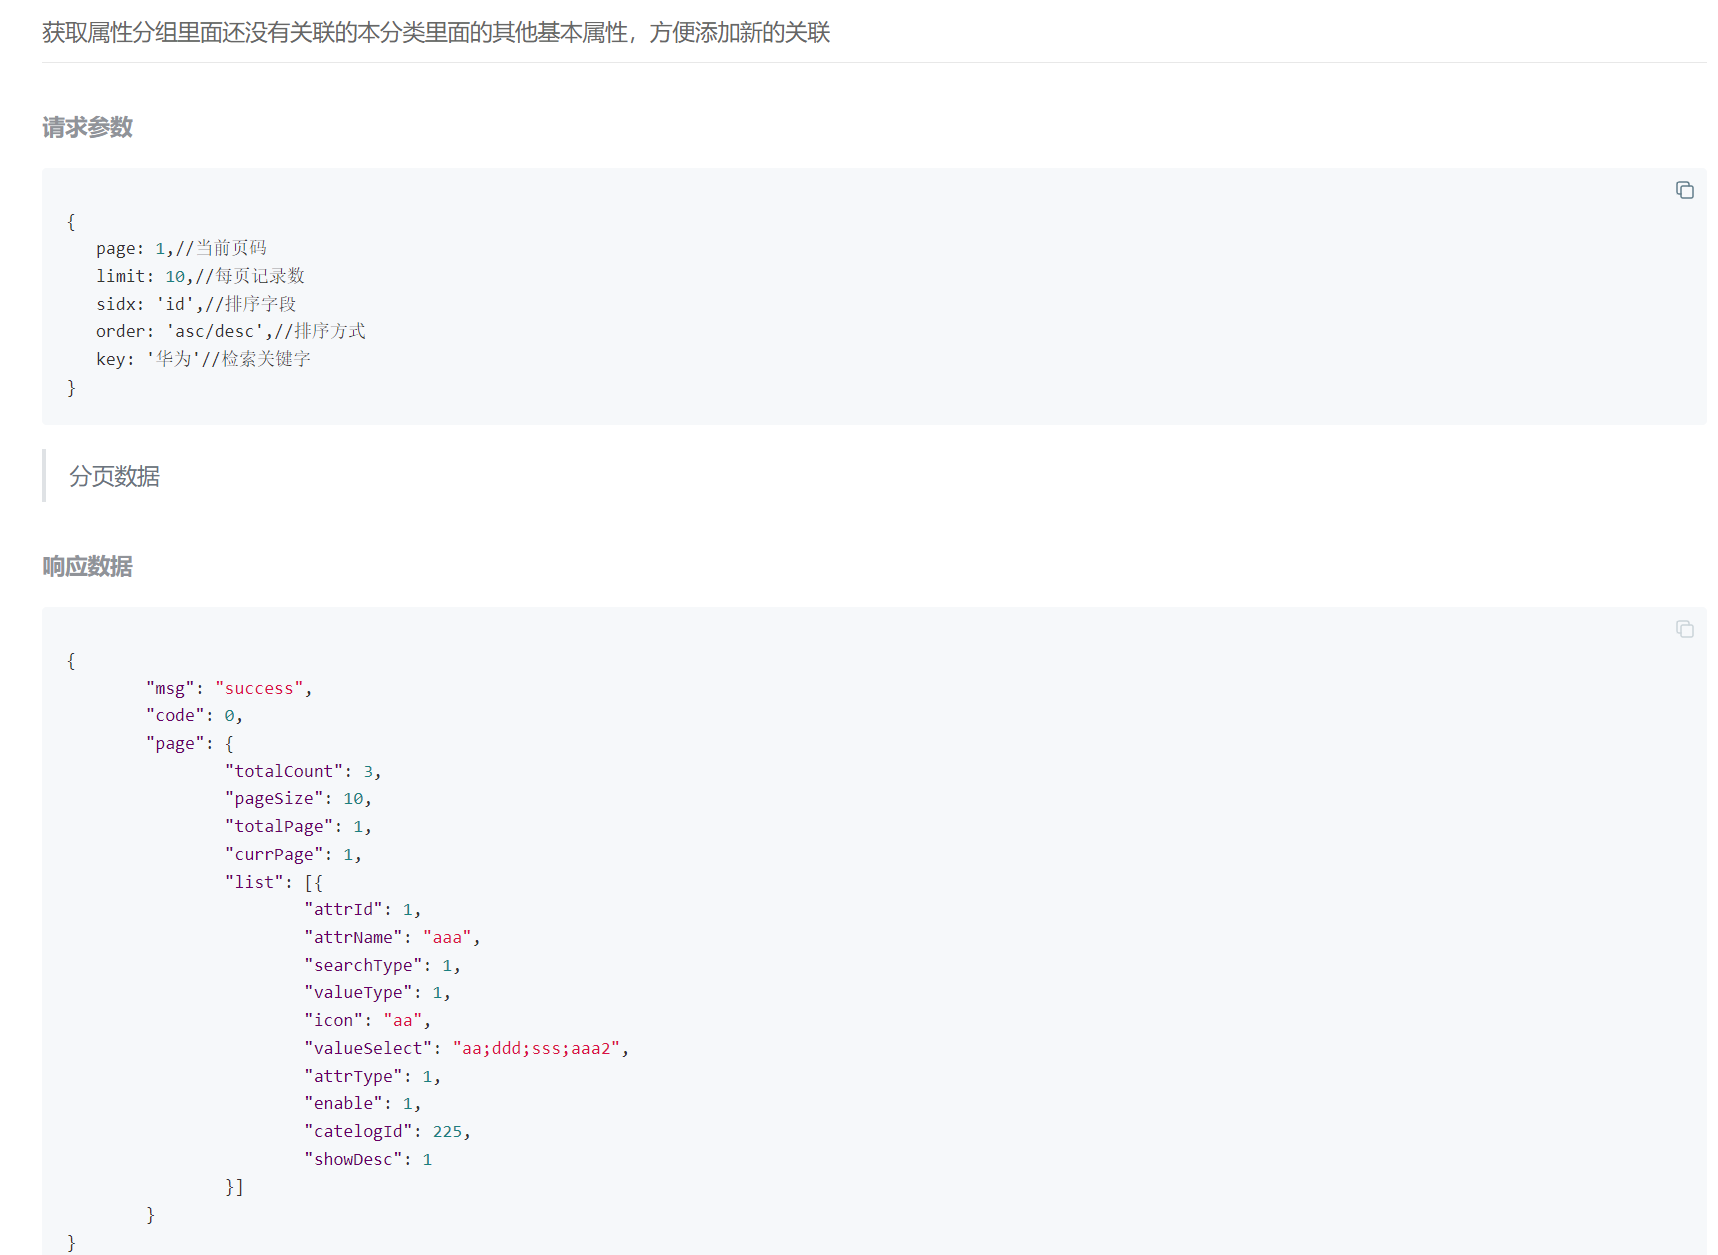 获取属性分组里面还没有关联的本分类里面的其他基本属性，方便添加新的关联
请求参数
{
   page: 1,//当前页码
   limit: 10,//每页记录数
   sidx: 'id',//排序字段
   order: 'asc/desc',//排序方式
   key: '华为'//检索关键字
}
分页数据
响应数据
{
        "msg": "success",
        "code": 0,
        "page": {
                "totalCount": 3,
                "pageSize": 10,
                "totalPage": 1,
                "currPage": 1,
                "list": [{
                        "attrId": 1,
                        "attrName": "aaa",
                        "searchType": 1,
                        "valueType": 1,
                        "icon": "aa",
                        "valueSelect": "aa;ddd;sss;aaa2",
                        "attrType": 1,
                        "enable": 1,
                        "catelogId": 225,
                        "showDesc": 1
                }]
        }
}